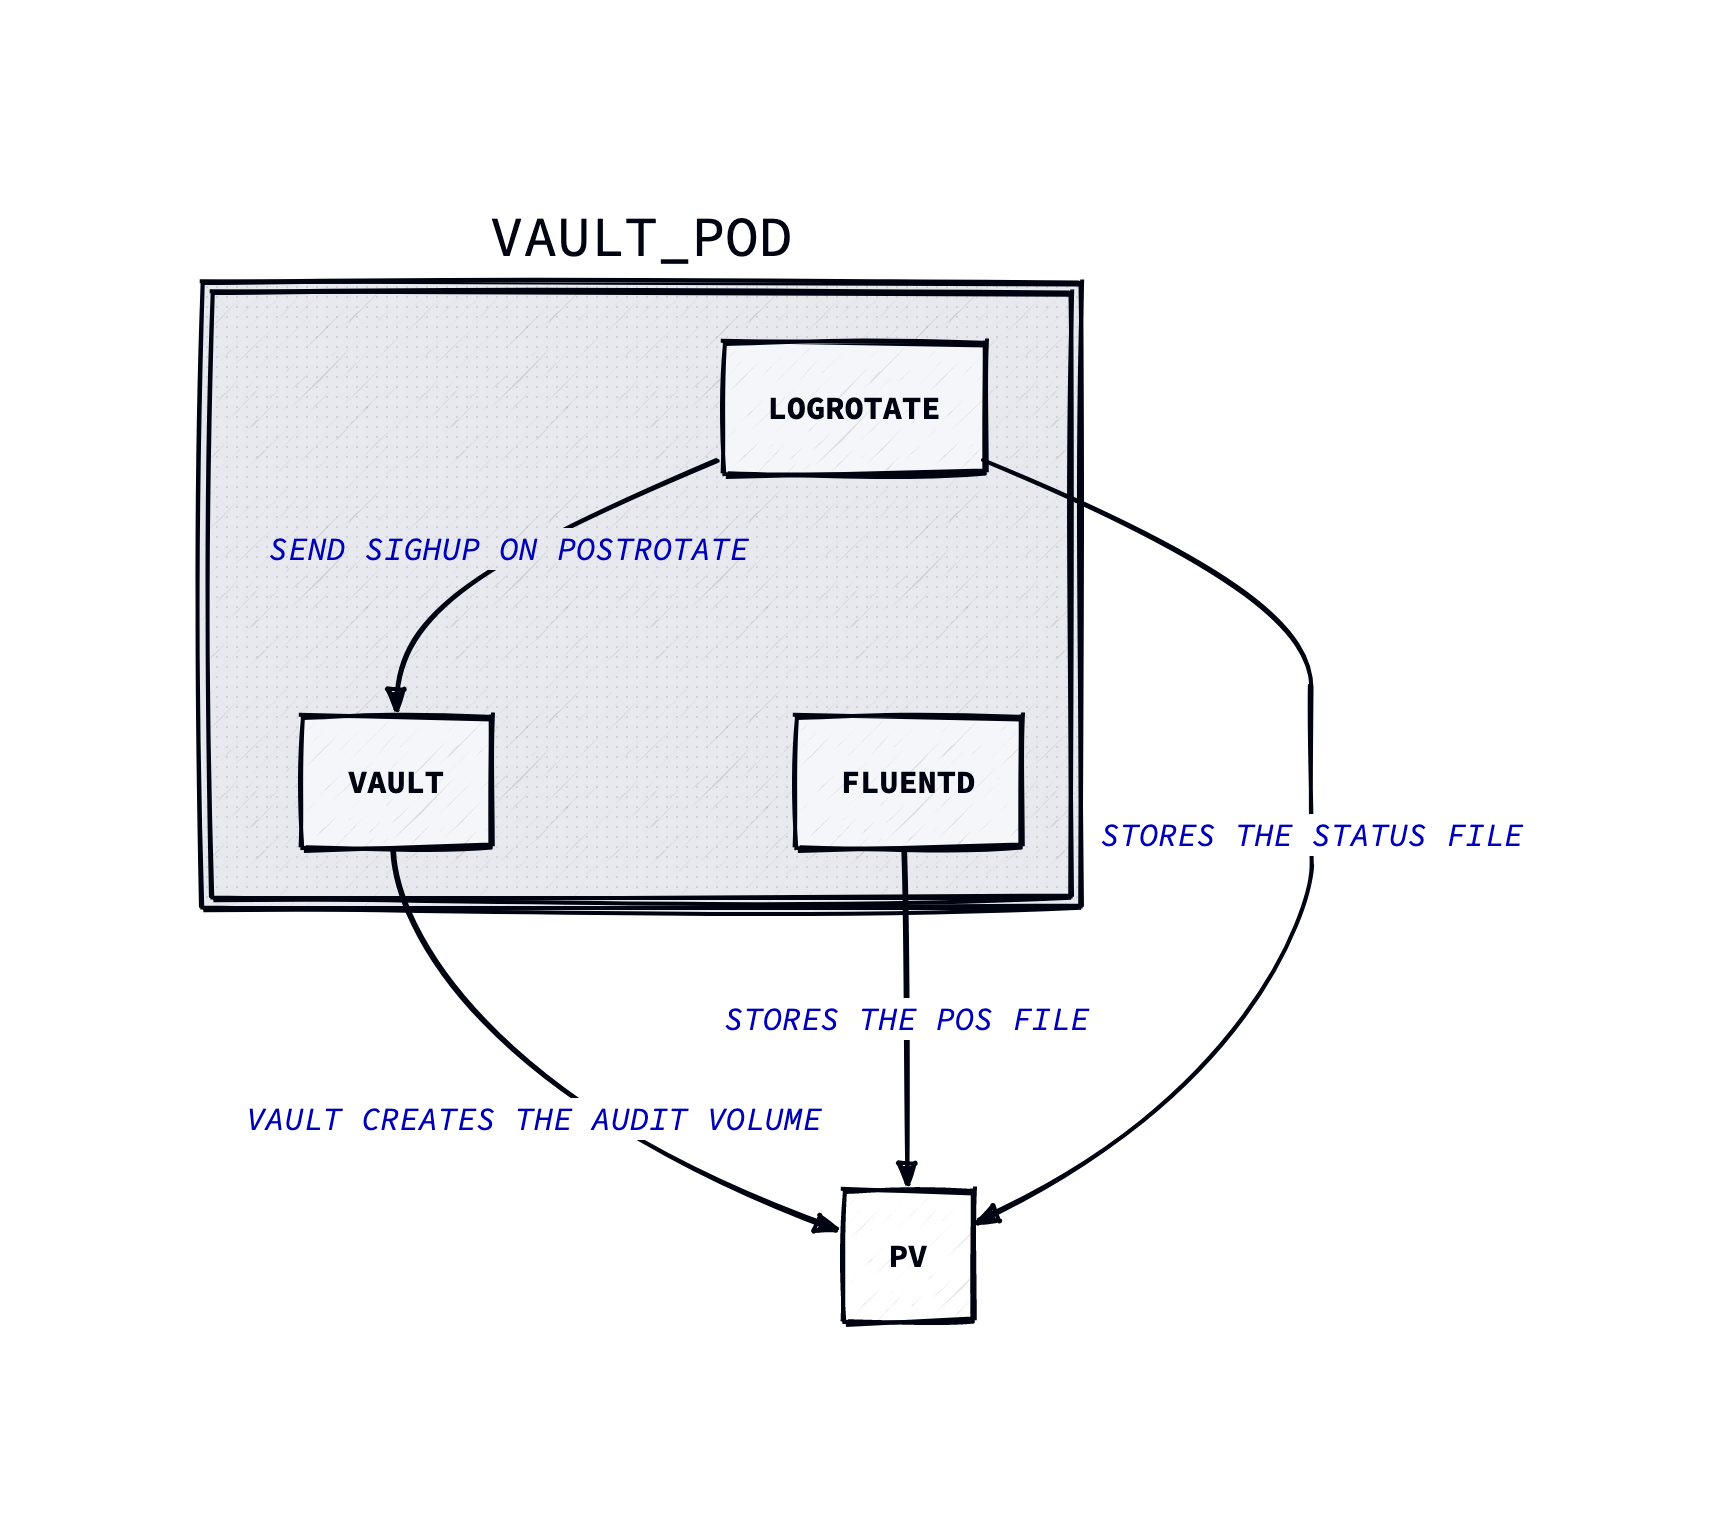 VAULT_POD
LOGROTATE
SEND SIGHUP ON POSTROTATE
VAULT
FLUENTD
STORES THE STATUS FILE
STORES THE POS FILE
VAULT CREATES THE AUDIT VOLUME
PV